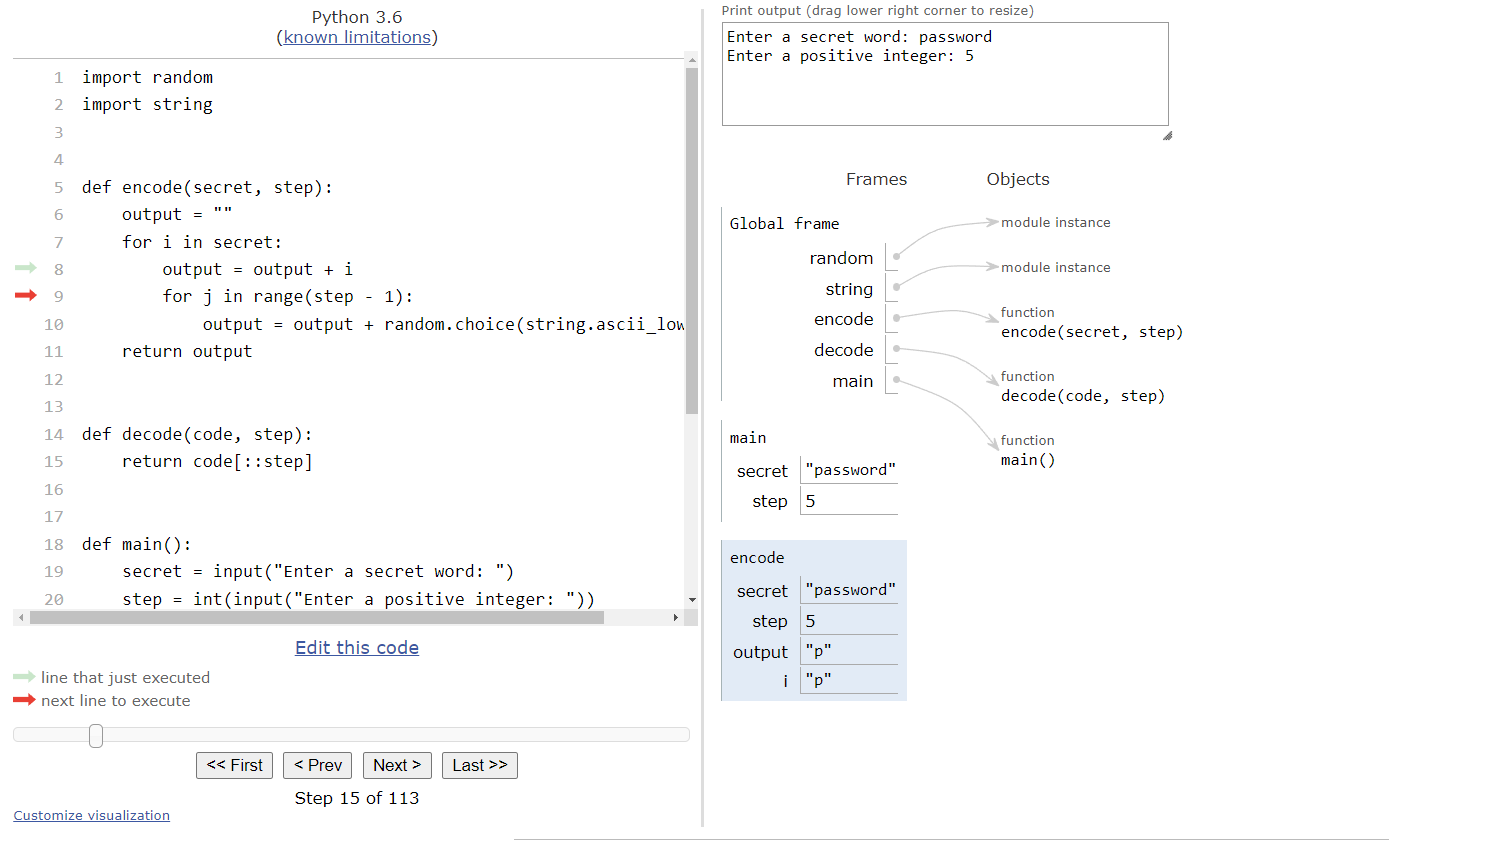 Python 3.6
(known limitations)
1 import random
2 import string
3
4
5 def encode(secret, step):
6     output = ""
7     for i in secret:
8         output = output + i
9         for j in range(step - 1):
10             output = output + random.choice(string.ascii_low
11     return output
12
13
14 def decode(code, step):
15     return code[::step]
16
17
18 def main():
19     secret = input("Enter a secret word: ")
20     step = int(input("Enter a positive integer: "))
Edit this code
line that just executed
next line to execute
<< First < Prev Next > Last >>
Step 15 of 113
Customize visualization
Print output (drag lower right corner to resize)
Enter a secret word: password
Enter a positive integer: 5
Frames Objects
Global frame
random module instance
string module instance
encode function
encode(secret, step)
decode function
decode(code, step)
main function
main()
main
secret "password"
step 5
encode
secret "password"
step 5
output "p"
i "p"